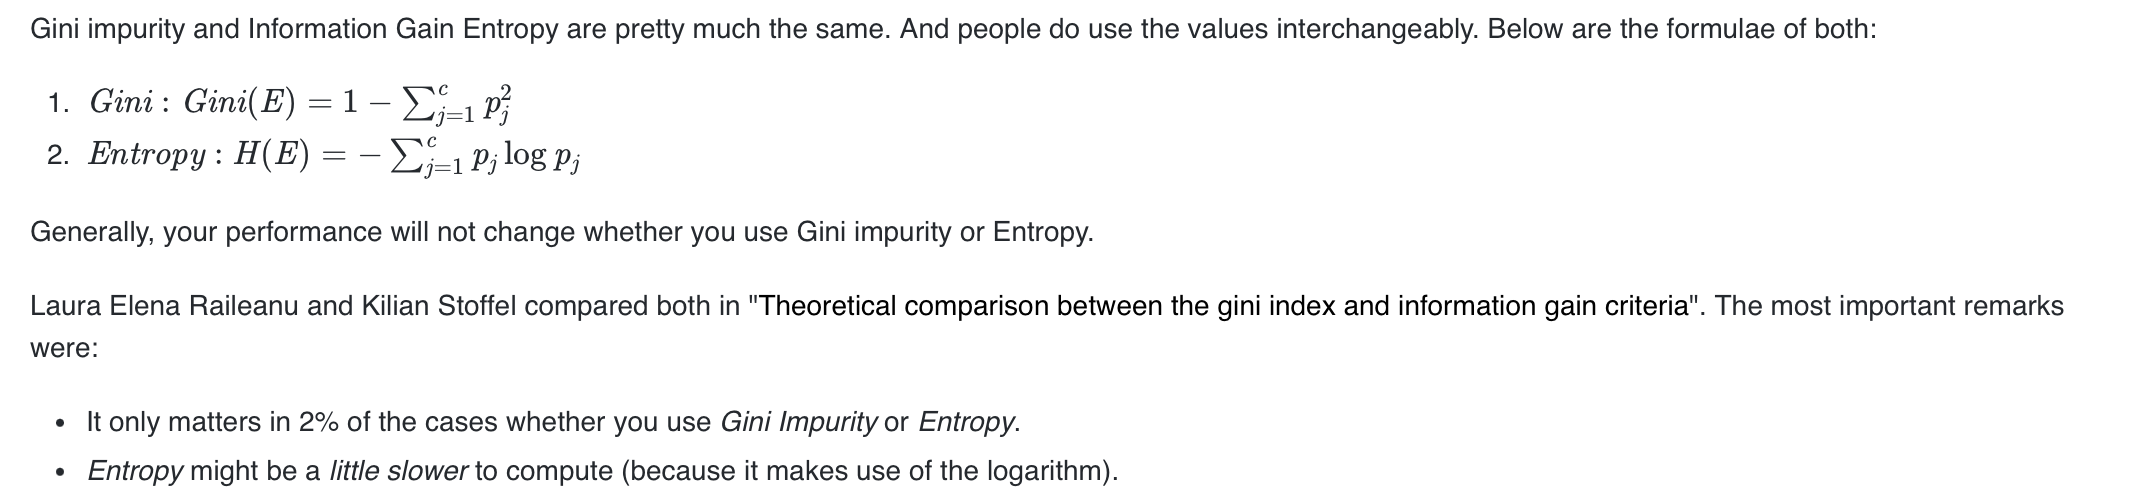 Gini impurity and Information Gain Entropy are pretty much the same. And people do use the values interchangeably. Below are the formulae of both:
1. Gini : Gini(E) = 1 − ∑_{j=1}^{c} p_j^2
2. Entropy : H(E) = − ∑_{j=1}^{c} p_j log p_j
Generally, your performance will not change whether you use Gini impurity or Entropy.
Laura Elena Raileanu and Kilian Stoffel compared both in "Theoretical comparison between the gini index and information gain criteria". The most important remarks
were:
• It only matters in 2% of the cases whether you use Gini Impurity or Entropy.
• Entropy might be a little slower to compute (because it makes use of the logarithm).